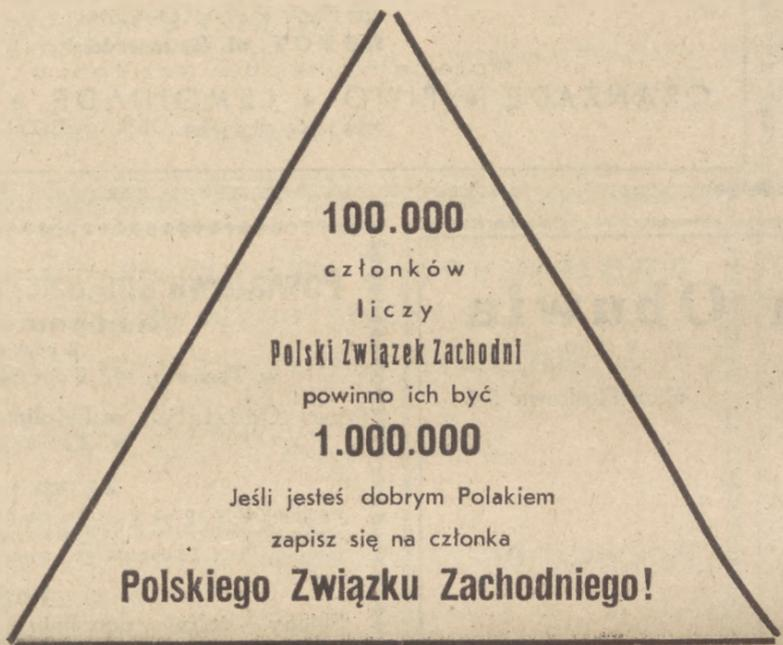 100.000
członków
liczy
Polski Związek Zachodni
powinno ich być
1.000.000
Jeśli jesteś dobrym Polakiem
zapisz się na członka
Polskiego Związku Zachodniego!